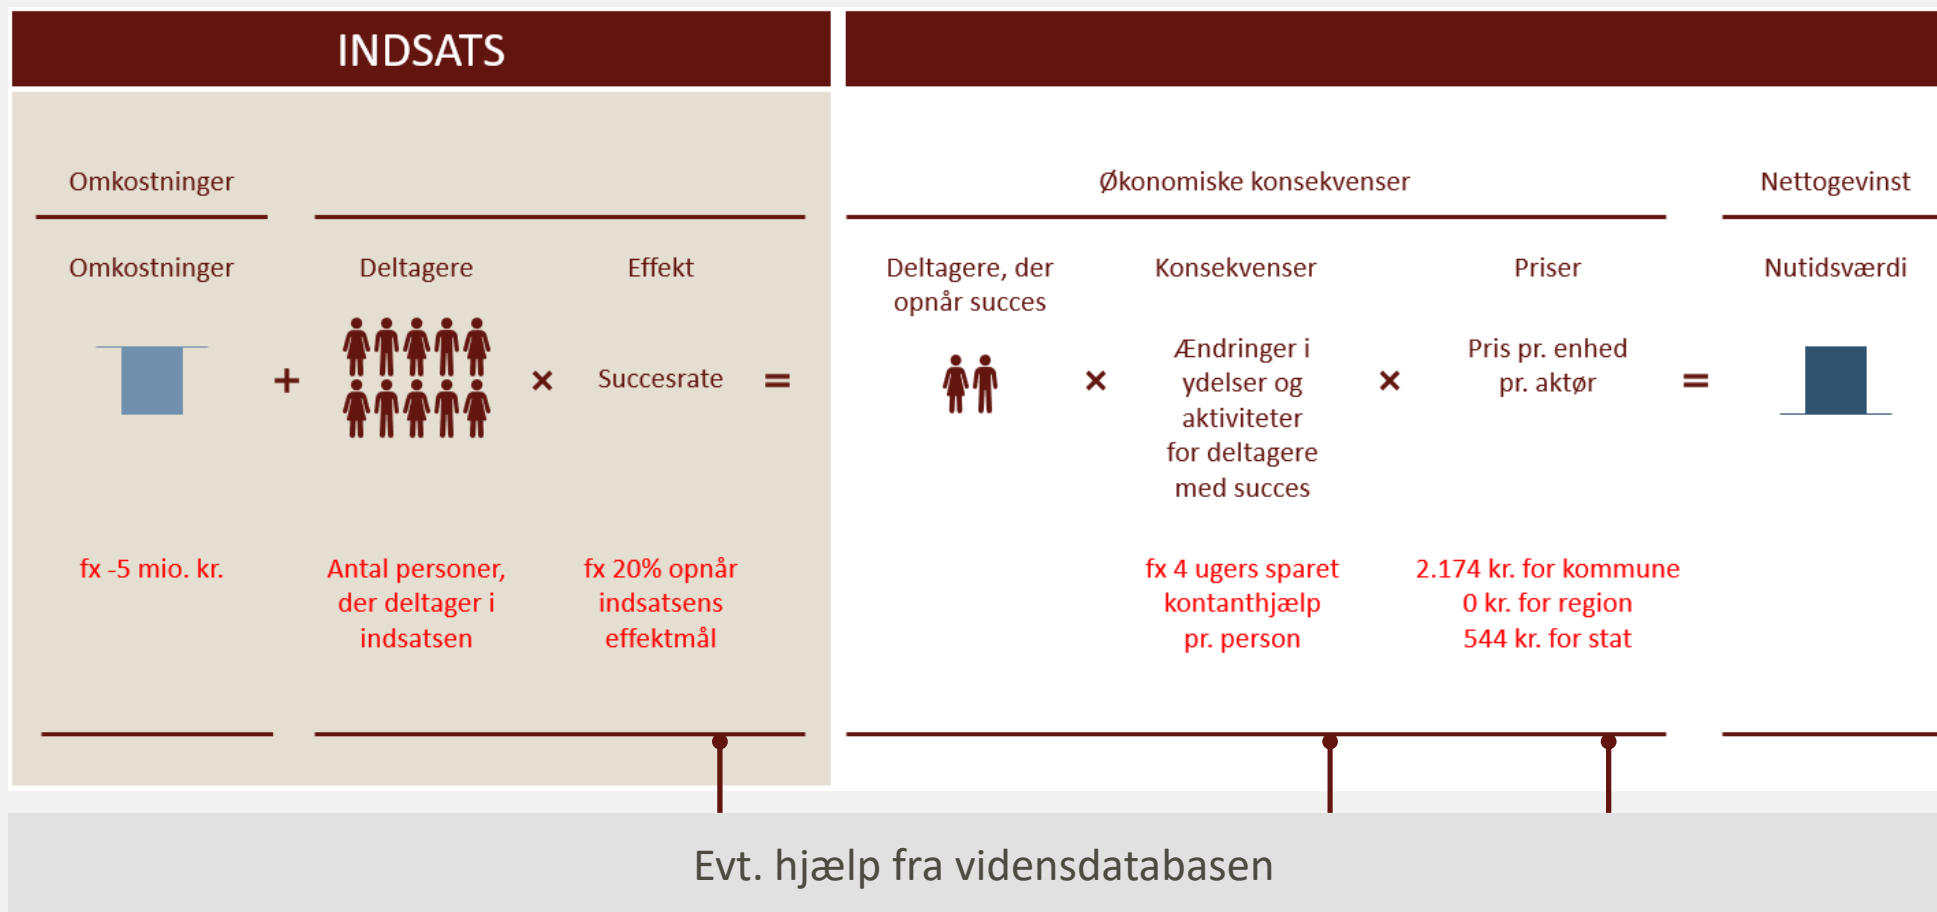 INDSATS
Omkostninger
Økonomiske konsekvenser
Nettogevinst
Omkostninger
Deltagere
Effekt
Deltagere, der
opnår succes
Konsekvenser
Priser
Nutidsværdi
+
×
Succesrate
=
×
Ændringer i
ydelser og
aktiviteter
for deltagere
med succes
×
Pris pr. enhed
pr. aktør
=
fx -5 mio. kr.
Antal personer,
der deltager i
indsatsen
fx 20% opnår
indsatsens
effektmål
fx 4 ugers sparet
kontanthjælp
pr. person
2.174 kr. for kommune
0 kr. for region
544 kr. for stat
Evt. hjælp fra vidensdatabasen